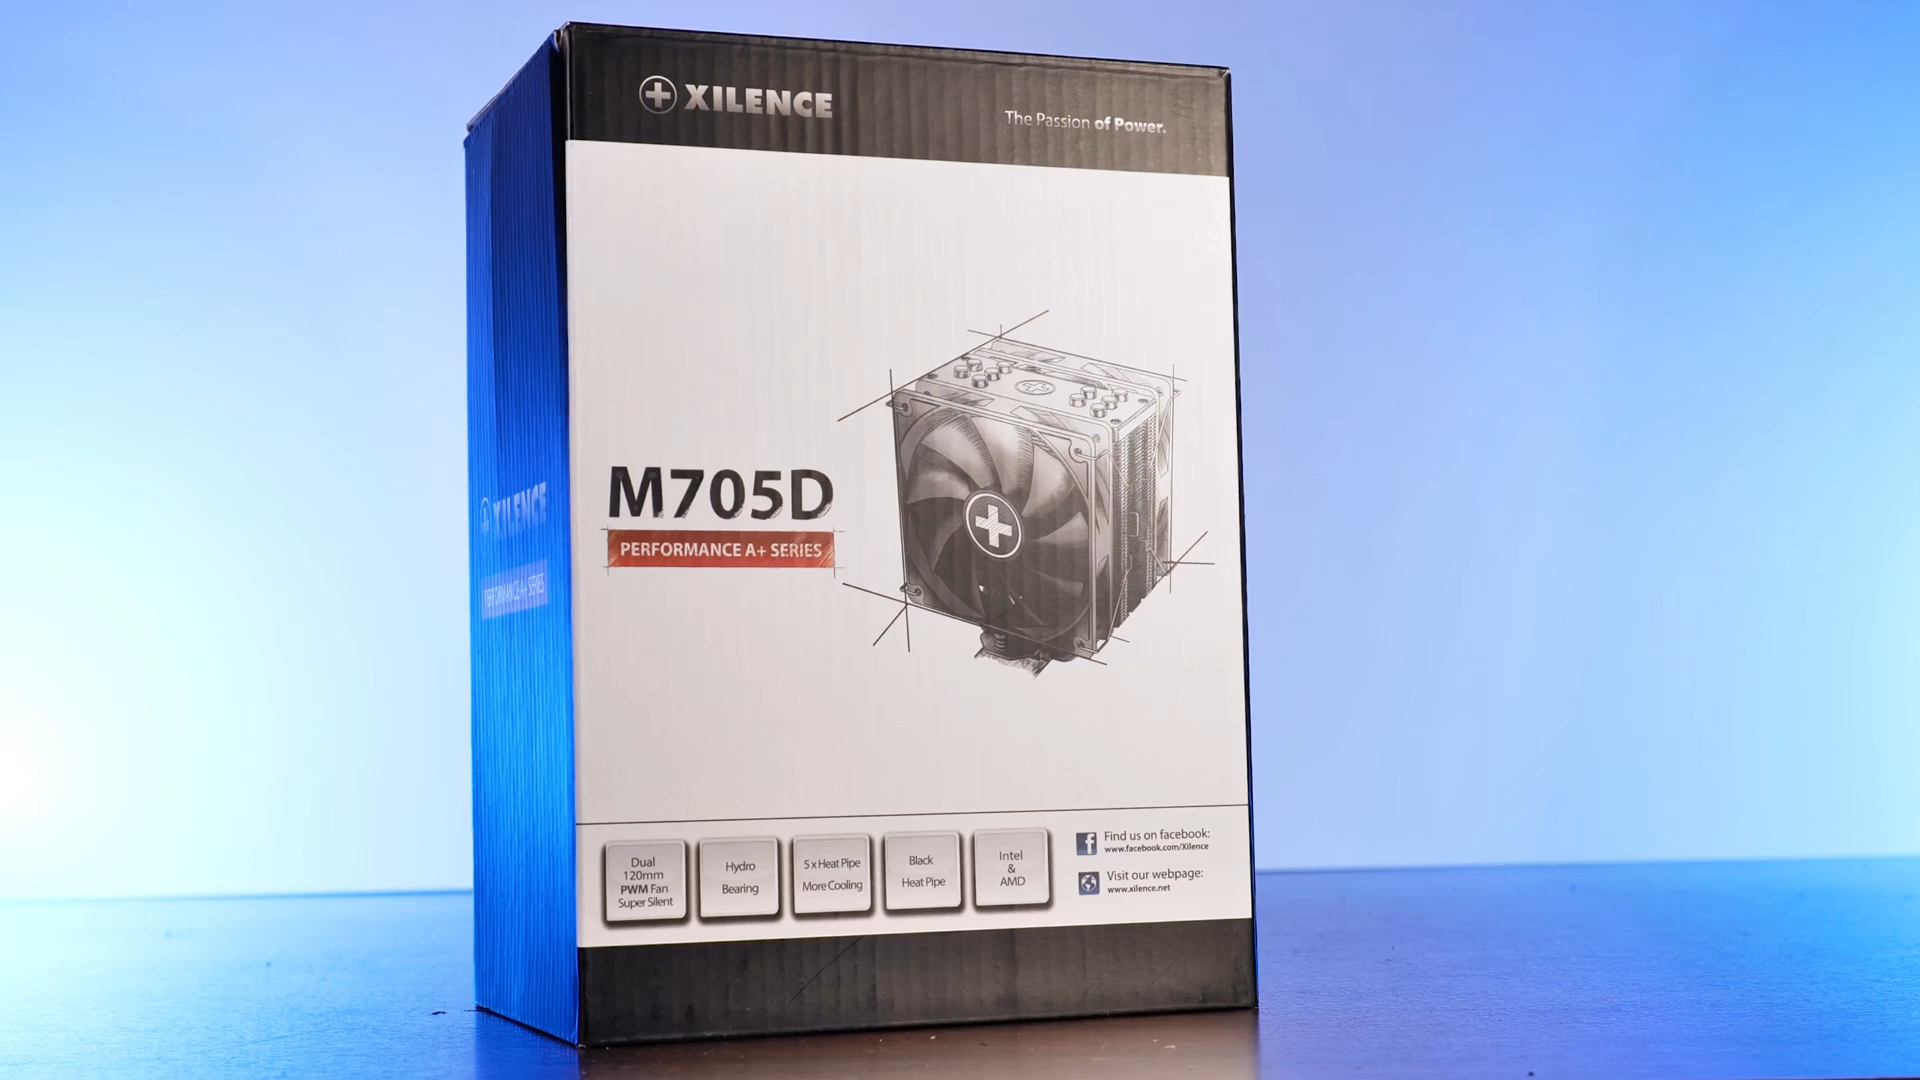 XILENCE
The Passion of Power.
M705D
PERFORMANCE A+ SERIES
XILENCE
PERFORMANCE A+ SERIES
Dual
120mm
PWM Fan
Super Silent
Hydro
Bearing
5 x Heat Pipe
More Cooling
Black
Heat Pipe
Intel
&
AMD
Find us on facebook:
www.facebook.com/Xilence
Visit our webpage:
www.xilence.net